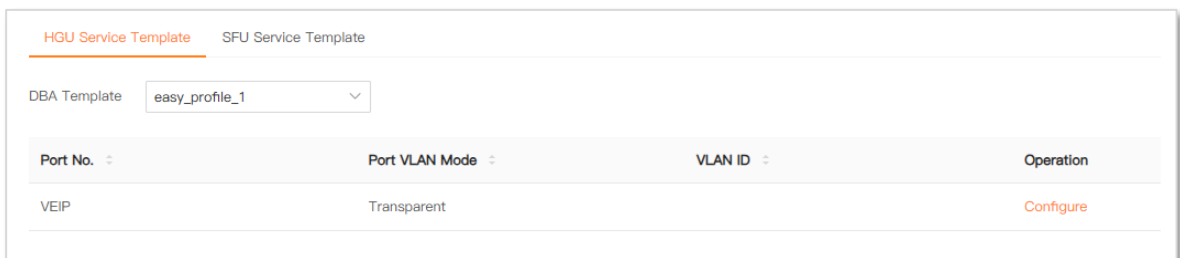 HGU Service Template SFU Service Template
DBA Template easy_profile_1
Port No. Port VLAN Mode VLAN ID Operation
VEIP Transparent Configure